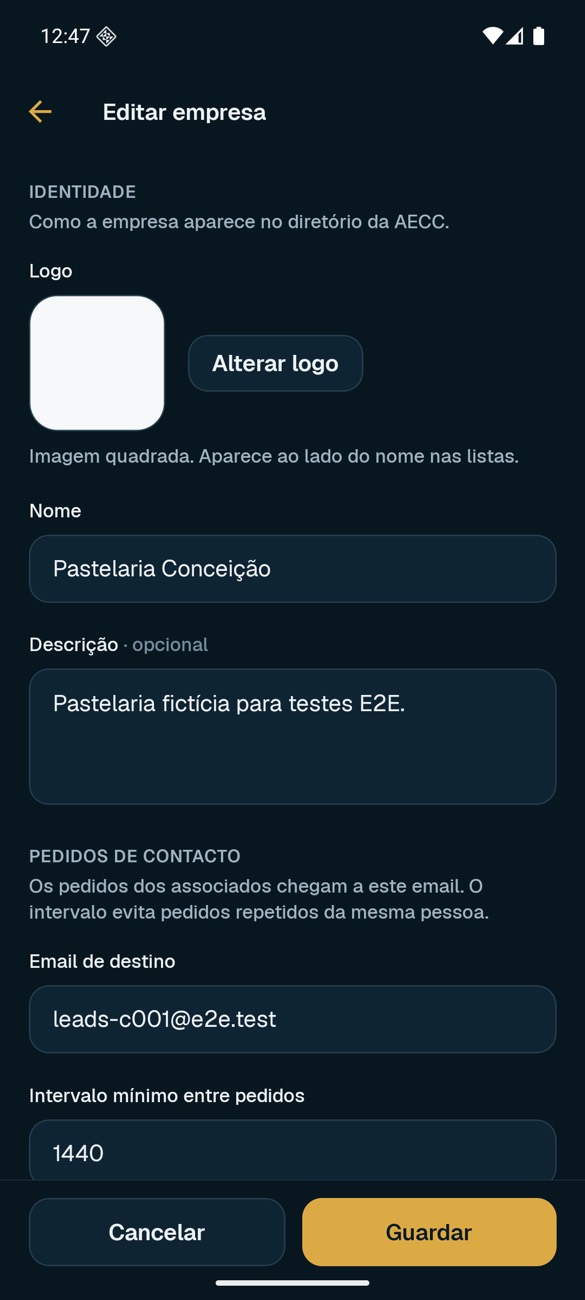 12:47
Editar empresa
IDENTIDADE
Como a empresa aparece no diretório da AECC.
Logo
Alterar logo
Imagem quadrada. Aparece ao lado do nome nas listas.
Nome
Pastelaria Conceição
Descrição · opcional
Pastelaria fictícia para testes E2E.
PEDIDOS DE CONTACTO
Os pedidos dos associados chegam a este email. O
intervalo evita pedidos repetidos da mesma pessoa.
Email de destino
leads-c001@e2e.test
Intervalo mínimo entre pedidos
1440
Cancelar
Guardar